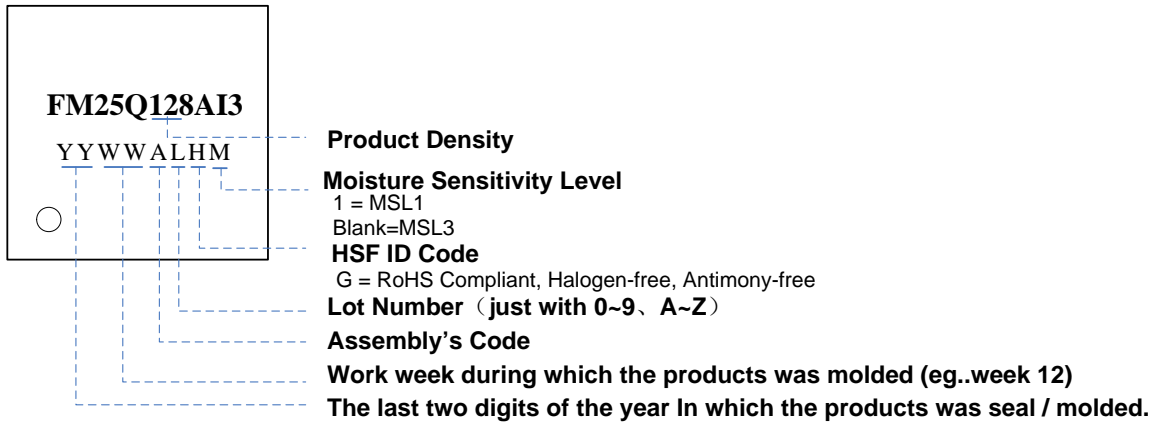 FM25Q128AI3
YYWWALHM
Product Density
Moisture Sensitivity Level
1 = MSL1
Blank=MSL3
HSF ID Code
G = RoHS Compliant, Halogen-free, Antimony-free
Lot Number（just with 0~9、A~Z）
Assembly's Code
Work week during which the products was molded (eg..week 12)
The last two digits of the year In which the products was seal / molded.